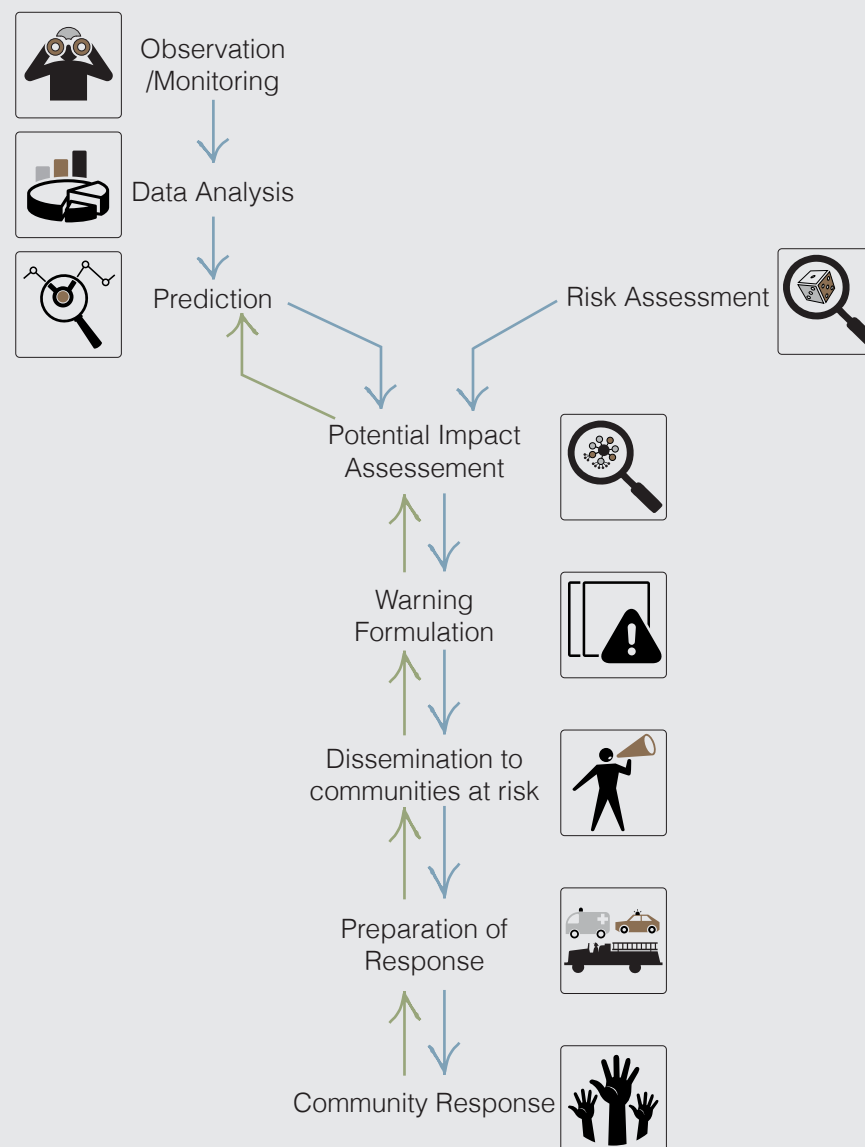 Observation
/Monitoring
Data Analysis
Prediction
Risk Assessment
Potential Impact
Assessement
Warning
Formulation
Dissemination to
communities at risk
Preparation of
Response
Community Response